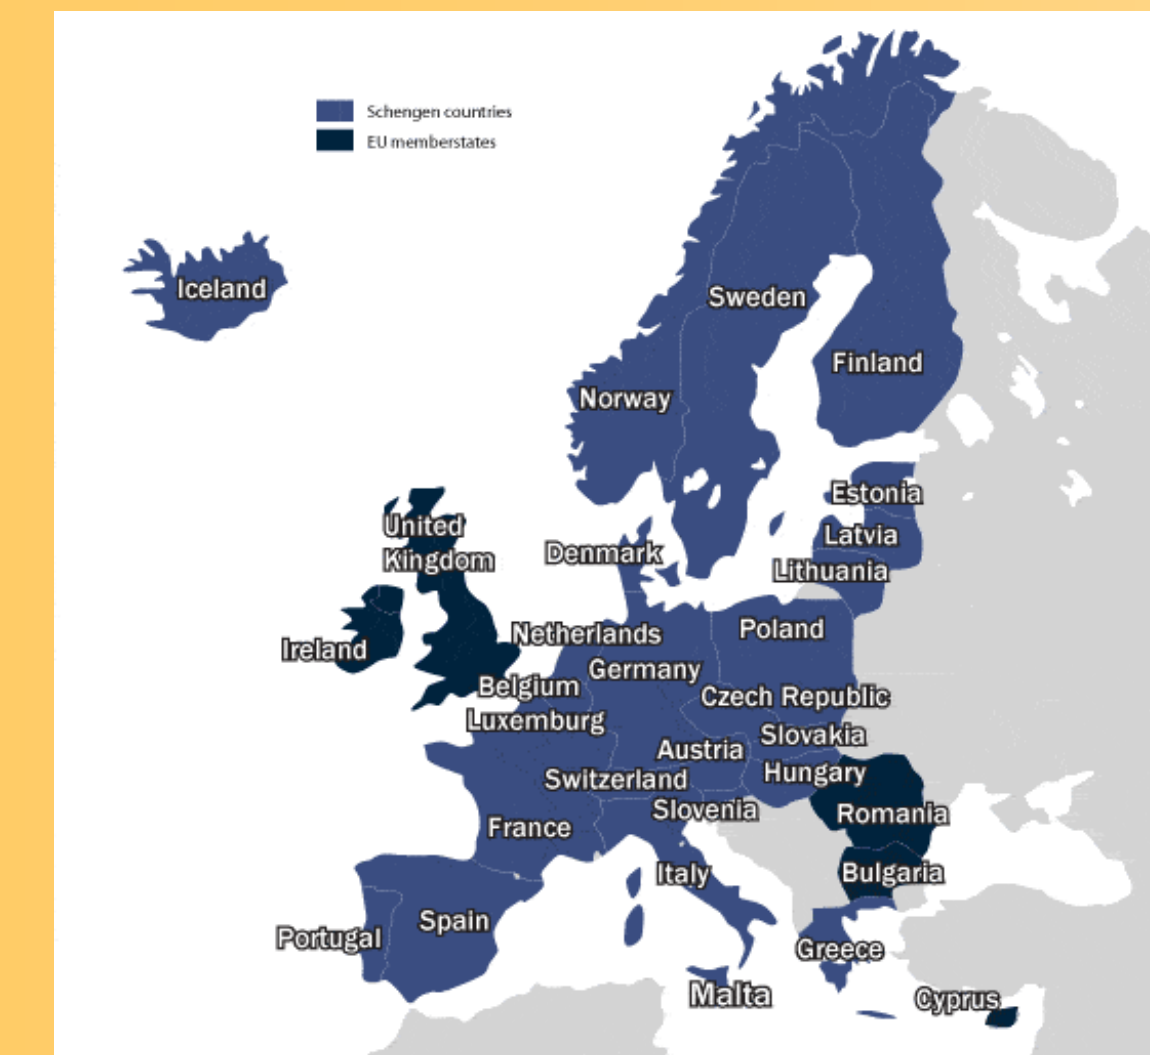 Schengen countries
EU memberstates
Iceland
Sweden
Finland
Norway
Estonia
United
Kingdom
Latvia
Denmark
Lithuania
Netherlands
Poland
Ireland
Germany
Belgium
Czech Republic
Luxemburg
Slovakia
Austria
Hungary
Switzerland
Slovenia
Romania
France
Italy
Bulgaria
Spain
Portugal
Greece
Malta
Cyprus